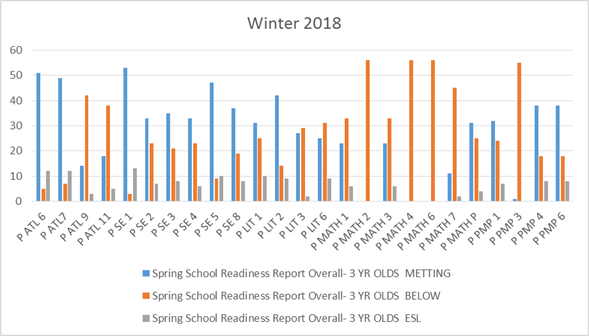 Winter 2018
60
50
40
30
20
10
0
P ATL 6
P ATL7
P ATL 9
P ATL 11
P SE 1
P SE 2
P SE 3
P SE 4
P SE 5
P SE 8
P LIT 1
P LIT 2
P LIT 3
P LIT 6
P MATH 1
P MATH 2
P MATH 3
P MATH 4
P MATH 6
P MATH 7
P MATH P
P PMP 1
P PMP 3
P PMP 4
P PMP 6
Spring School Readiness Report Overall- 3 YR OLDS METTING
Spring School Readiness Report Overall- 3 YR OLDS BELOW
Spring School Readiness Report Overall- 3 YR OLDS ESL